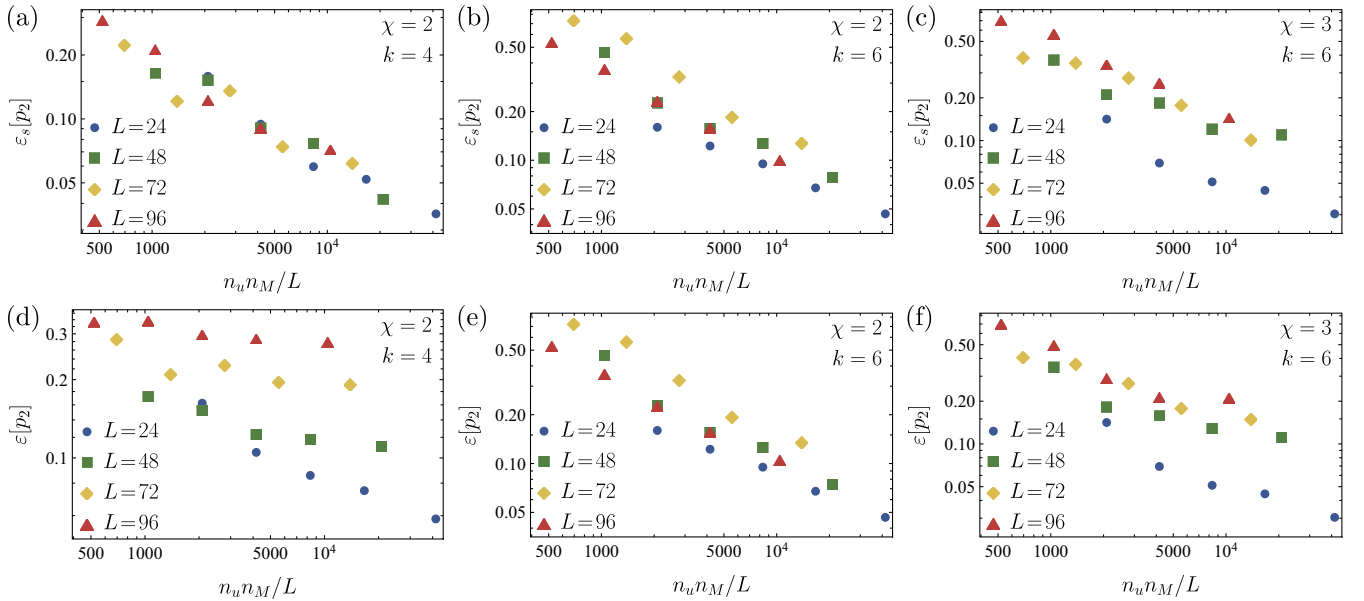 (a)
χ = 2
k = 4
ε_s[p_2]
0.20
0.10
0.05
L=24
L=48
L=72
L=96
500 1000 5000 10^4
n_u n_M/L
(b)
χ = 2
k = 6
ε_s[p_2]
0.50
0.20
0.10
0.05
L=24
L=48
L=72
L=96
500 1000 5000 10^4
n_u n_M/L
(c)
χ = 3
k = 6
ε_s[p_2]
0.50
0.20
0.10
0.05
L=24
L=48
L=72
L=96
500 1000 5000 10^4
n_u n_M/L
(d)
χ = 2
k = 4
ε[p_2]
0.3
0.2
0.1
L=24
L=48
L=72
L=96
500 1000 5000 10^4
n_u n_M/L
(e)
χ = 2
k = 6
ε[p_2]
0.50
0.20
0.10
0.05
L=24
L=48
L=72
L=96
500 1000 5000 10^4
n_u n_M/L
(f)
χ = 3
k = 6
ε[p_2]
0.50
0.20
0.10
0.05
L=24
L=48
L=72
L=96
500 1000 5000 10^4
n_u n_M/L